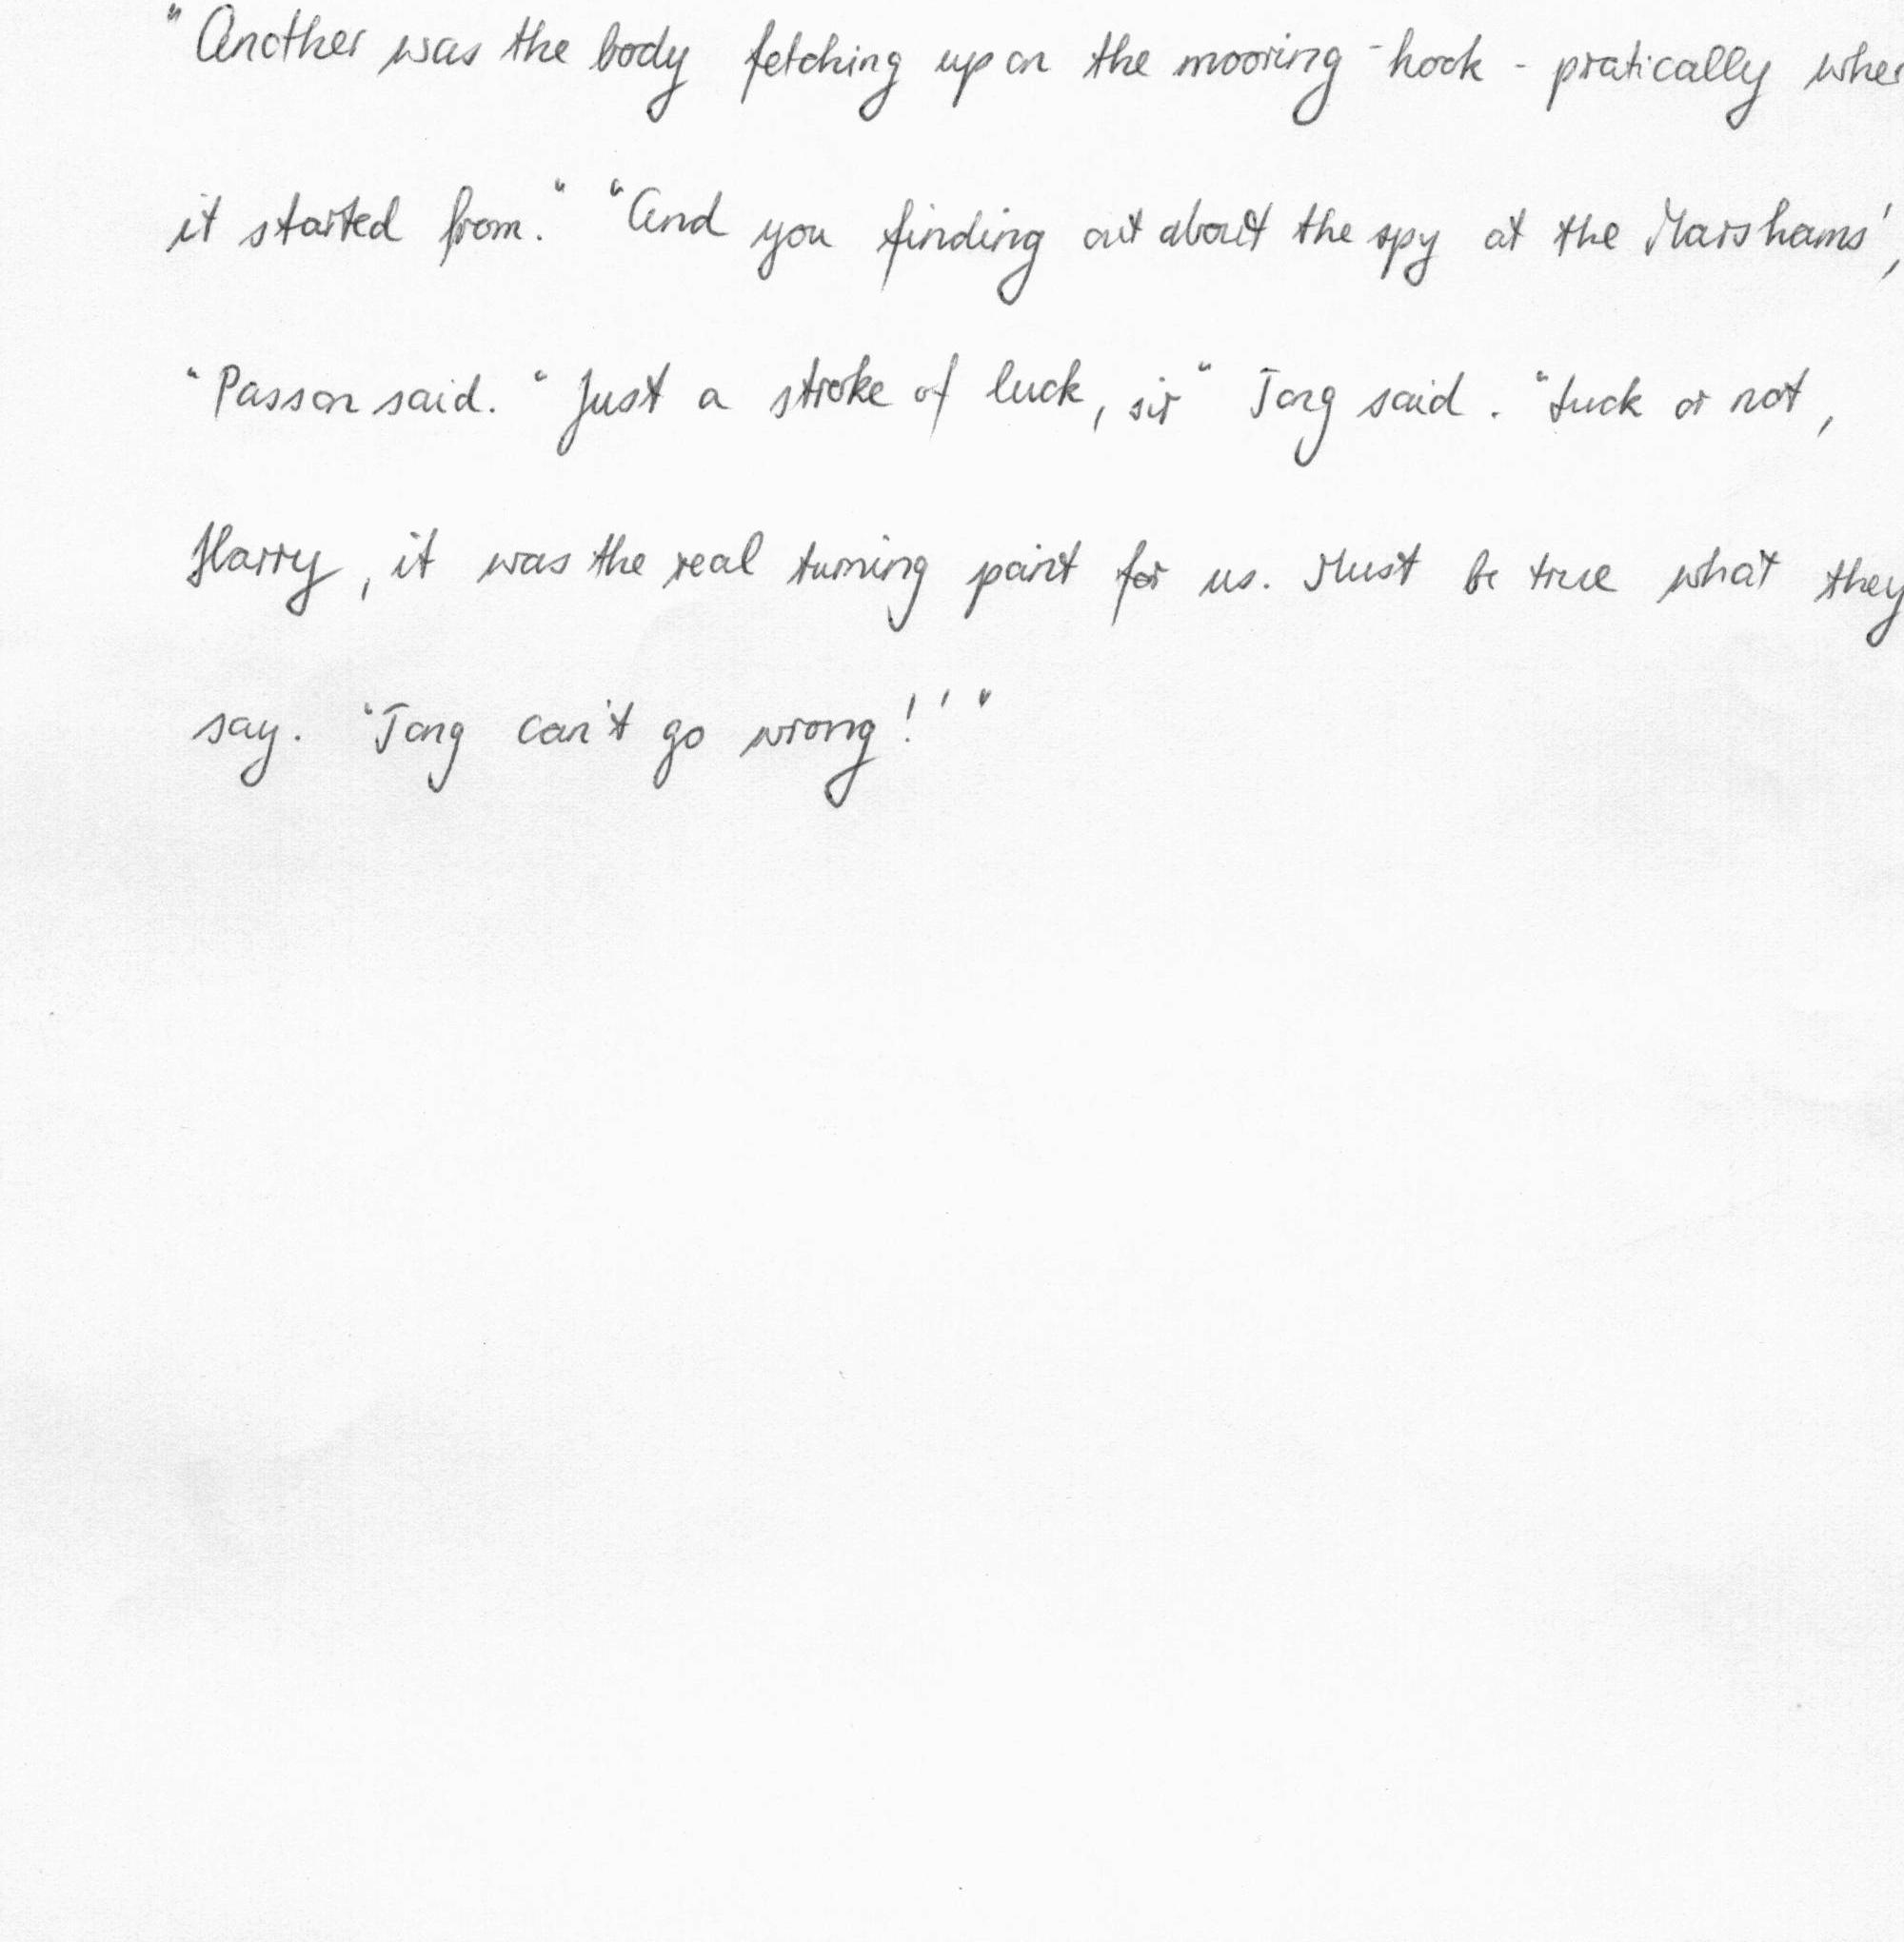 "Another was the body fetching up on the mooring-hook - pratically wher
it started from." "And you finding out about the spy at the Marshams',
"Passon said. "Just a stroke of luck, sir" Tong said. "Luck or not,
Harry, it was the real turning point for us. Must be true what they
say. 'Tong can't go wrong!'"